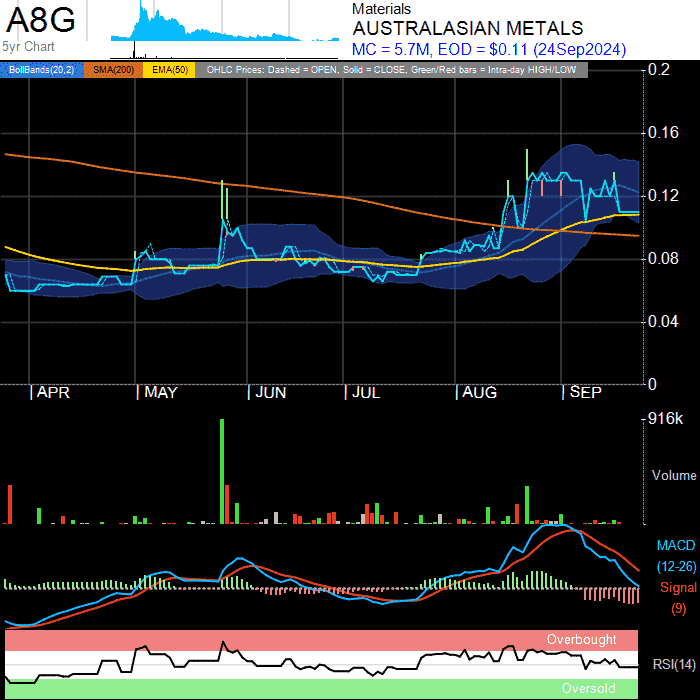 A8G
5yr Chart
Materials
AUSTRALASIAN METALS
MC = 5.7M, EOD = $0.11 (24Sep2024)
BollBands(20,2) SMA(200) EMA(50) OHLC Prices: Dashed = OPEN, Solid = CLOSE, Green/Red bars = Intra-day HIGH/LOW
0.2
0.16
0.12
0.08
0.04
0
APR MAY JUN JUL AUG SEP
916k
Volume
MACD
(12-26)
Signal
(9)
Overbought
RSI(14)
Oversold